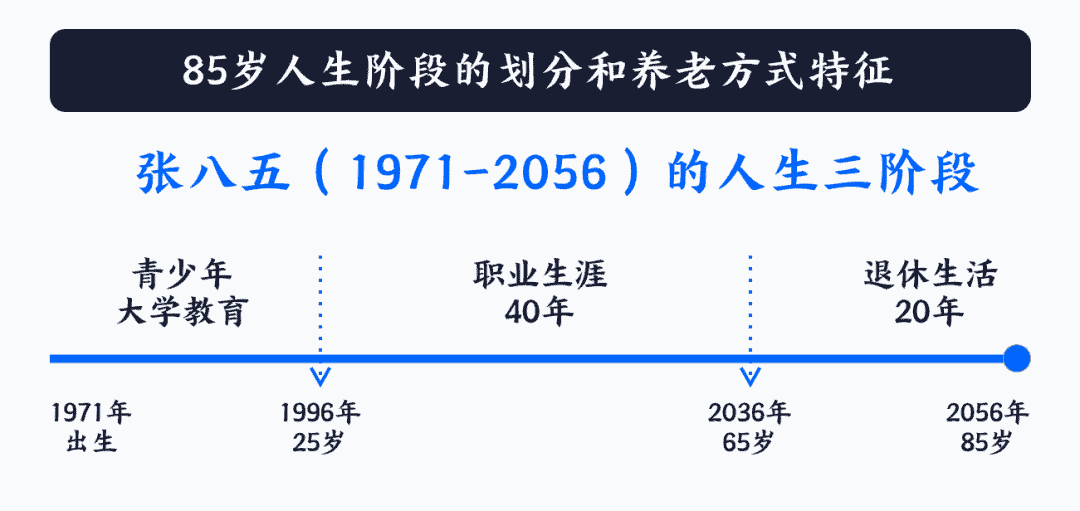 85岁人生阶段的划分和养老方式特征
张八五（1971-2056）的人生三阶段
青少年
大学教育
职业生涯
40年
退休生活
20年
1971年
出生
1996年
25岁
2036年
65岁
2056年
85岁